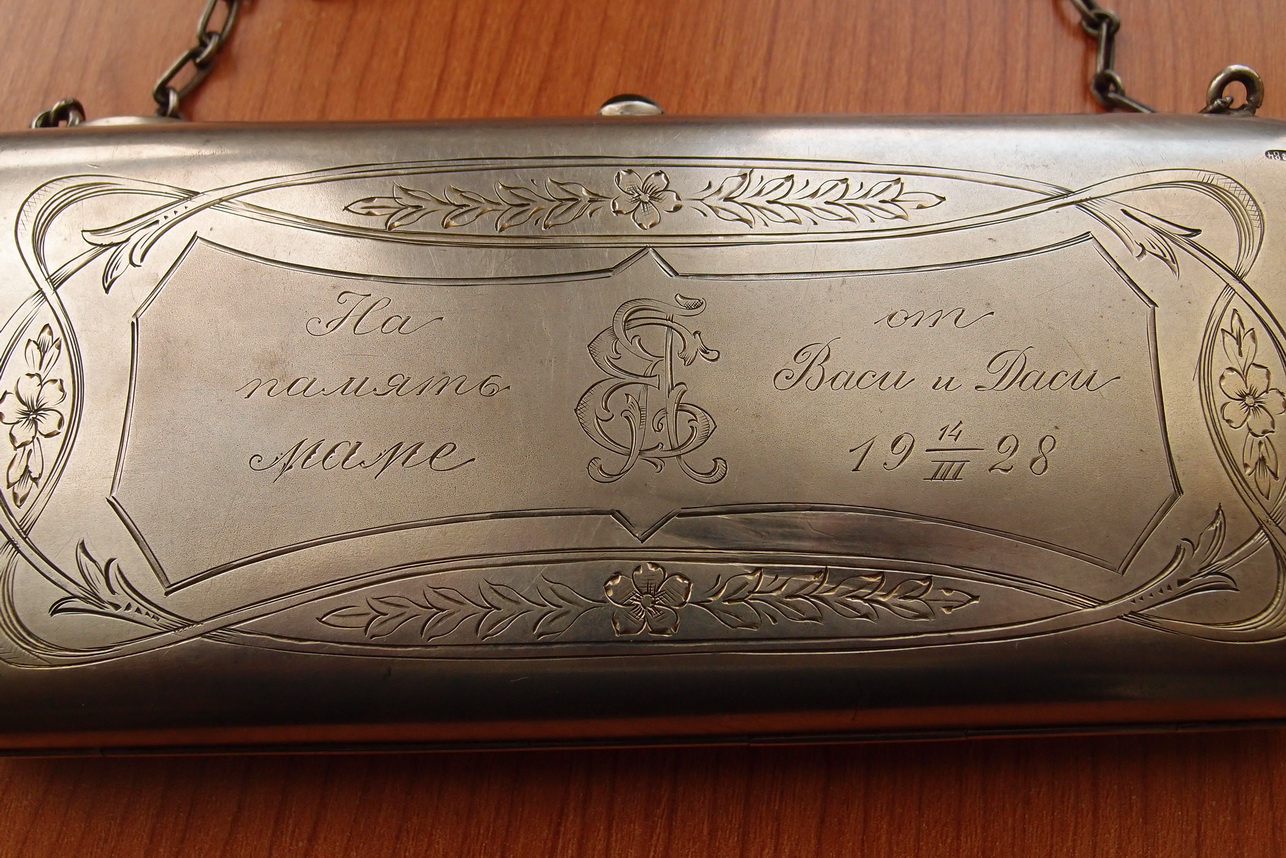 На
память
маме
от
Васи и Даси
19 14/III 28